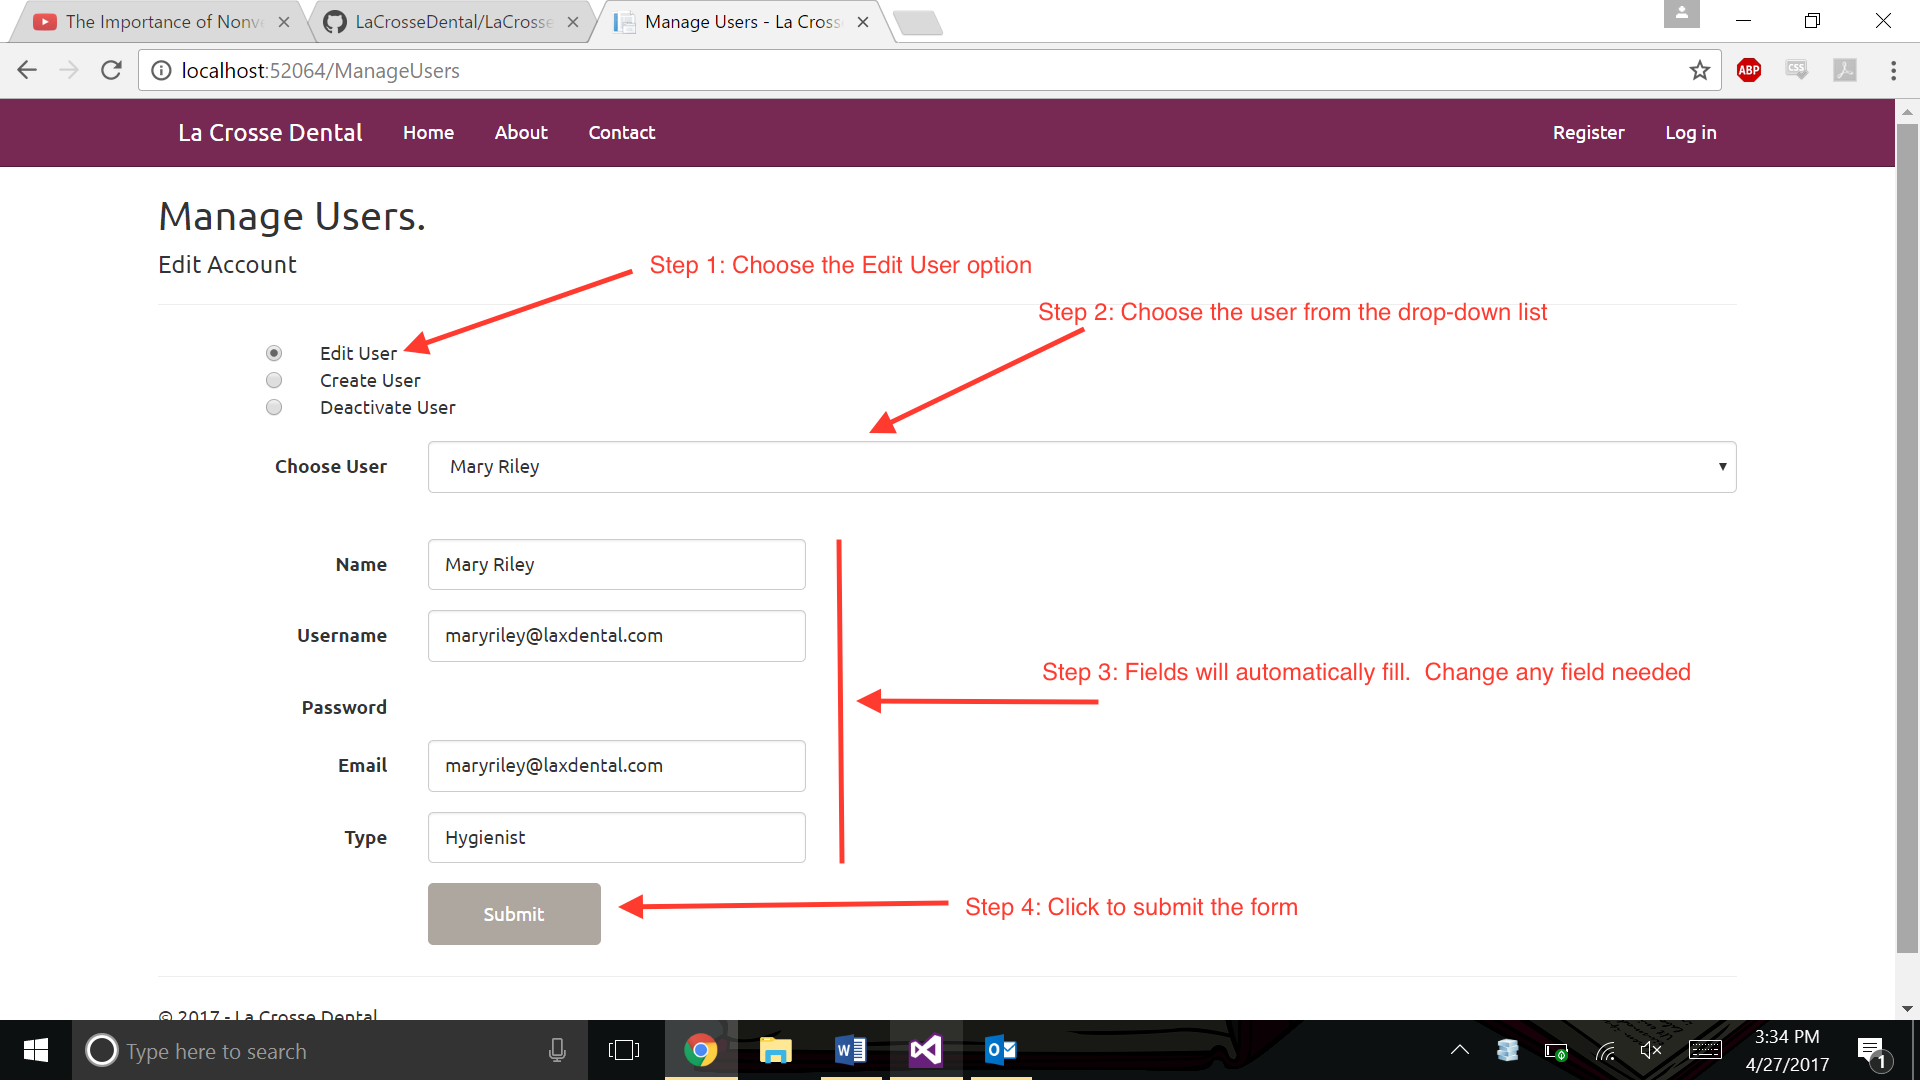 The Importance of Nonv
LaCrosseDental/LaCrosse
Manage Users - La Cross
localhost:52064/ManageUsers
ABP
CSS
La Crosse Dental
Home
About
Contact
Register
Log in
Manage Users.
Edit Account
Step 1: Choose the Edit User option
Step 2: Choose the user from the drop-down list
Edit User
Create User
Deactivate User
Choose User
Mary Riley
Name
Mary Riley
Username
maryriley@laxdental.com
Step 3: Fields will automatically fill.  Change any field needed
Password
Email
maryriley@laxdental.com
Type
Hygienist
Submit
Step 4: Click to submit the form
© 2017 - La Crosse Dental
Type here to search
3:34 PM
4/27/2017
1